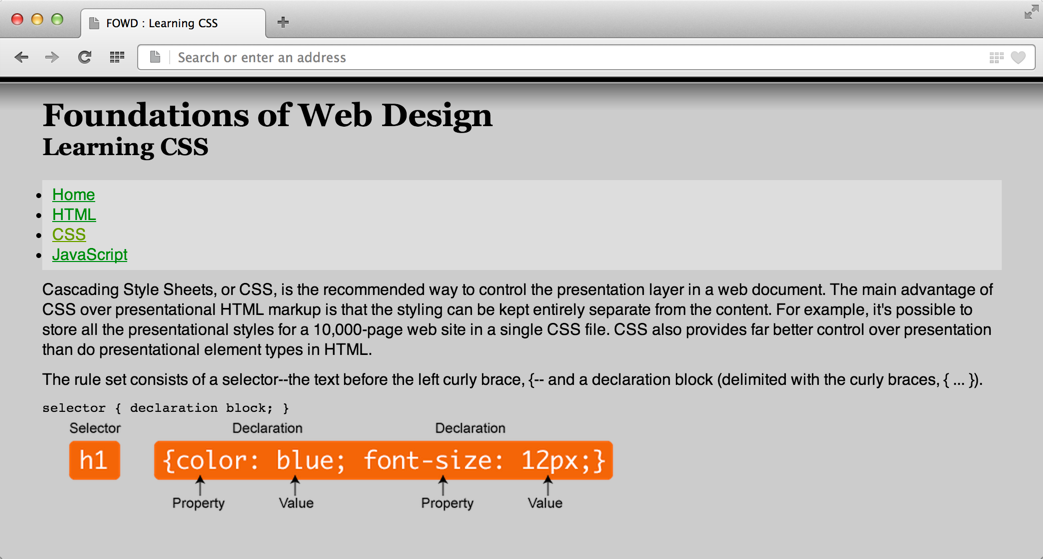 FOWD : Learning CSS
Search or enter an address
Foundations of Web Design
Learning CSS
Home
HTML
CSS
JavaScript
Cascading Style Sheets, or CSS, is the recommended way to control the presentation layer in a web document. The main advantage of
CSS over presentational HTML markup is that the styling can be kept entirely separate from the content. For example, it's possible to
store all the presentational styles for a 10,000-page web site in a single CSS file. CSS also provides far better control over presentation
than do presentational element types in HTML.
The rule set consists of a selector--the text before the left curly brace, {-- and a declaration block (delimited with the curly braces, { ... }).
selector { declaration block; }
Selector Declaration Declaration
h1 {color: blue; font-size: 12px;}
Property Value Property Value